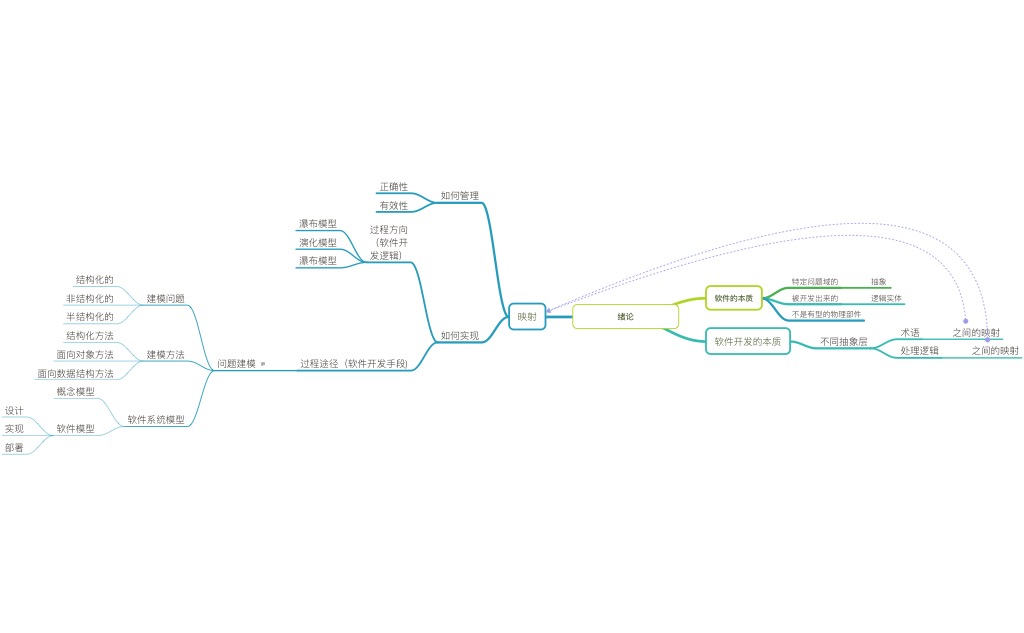 绪论
软件的本质
特定问题域的
抽象
被开发出来的
逻辑实体
不是有型的物理部件
软件开发的本质
不同抽象层
术语
之间的映射
处理逻辑
之间的映射
映射
如何管理
正确性
有效性
如何实现
过程方向
（软件开
发逻辑）
瀑布模型
演化模型
瀑布模型
过程途径（软件开发手段）
问题建模
建模问题
结构化的
非结构化的
半结构化的
建模方法
结构化方法
面向对象方法
面向数据结构方法
软件系统模型
概念模型
软件模型
设计
实现
部署